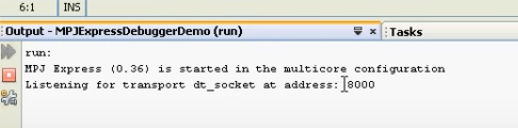 6:1 INS
Output - MPJExpressDebuggerDemo (run) Tasks
run:
MPJ Express (0.36) is started in the multicore configuration
Listening for transport dt_socket at address: 8000